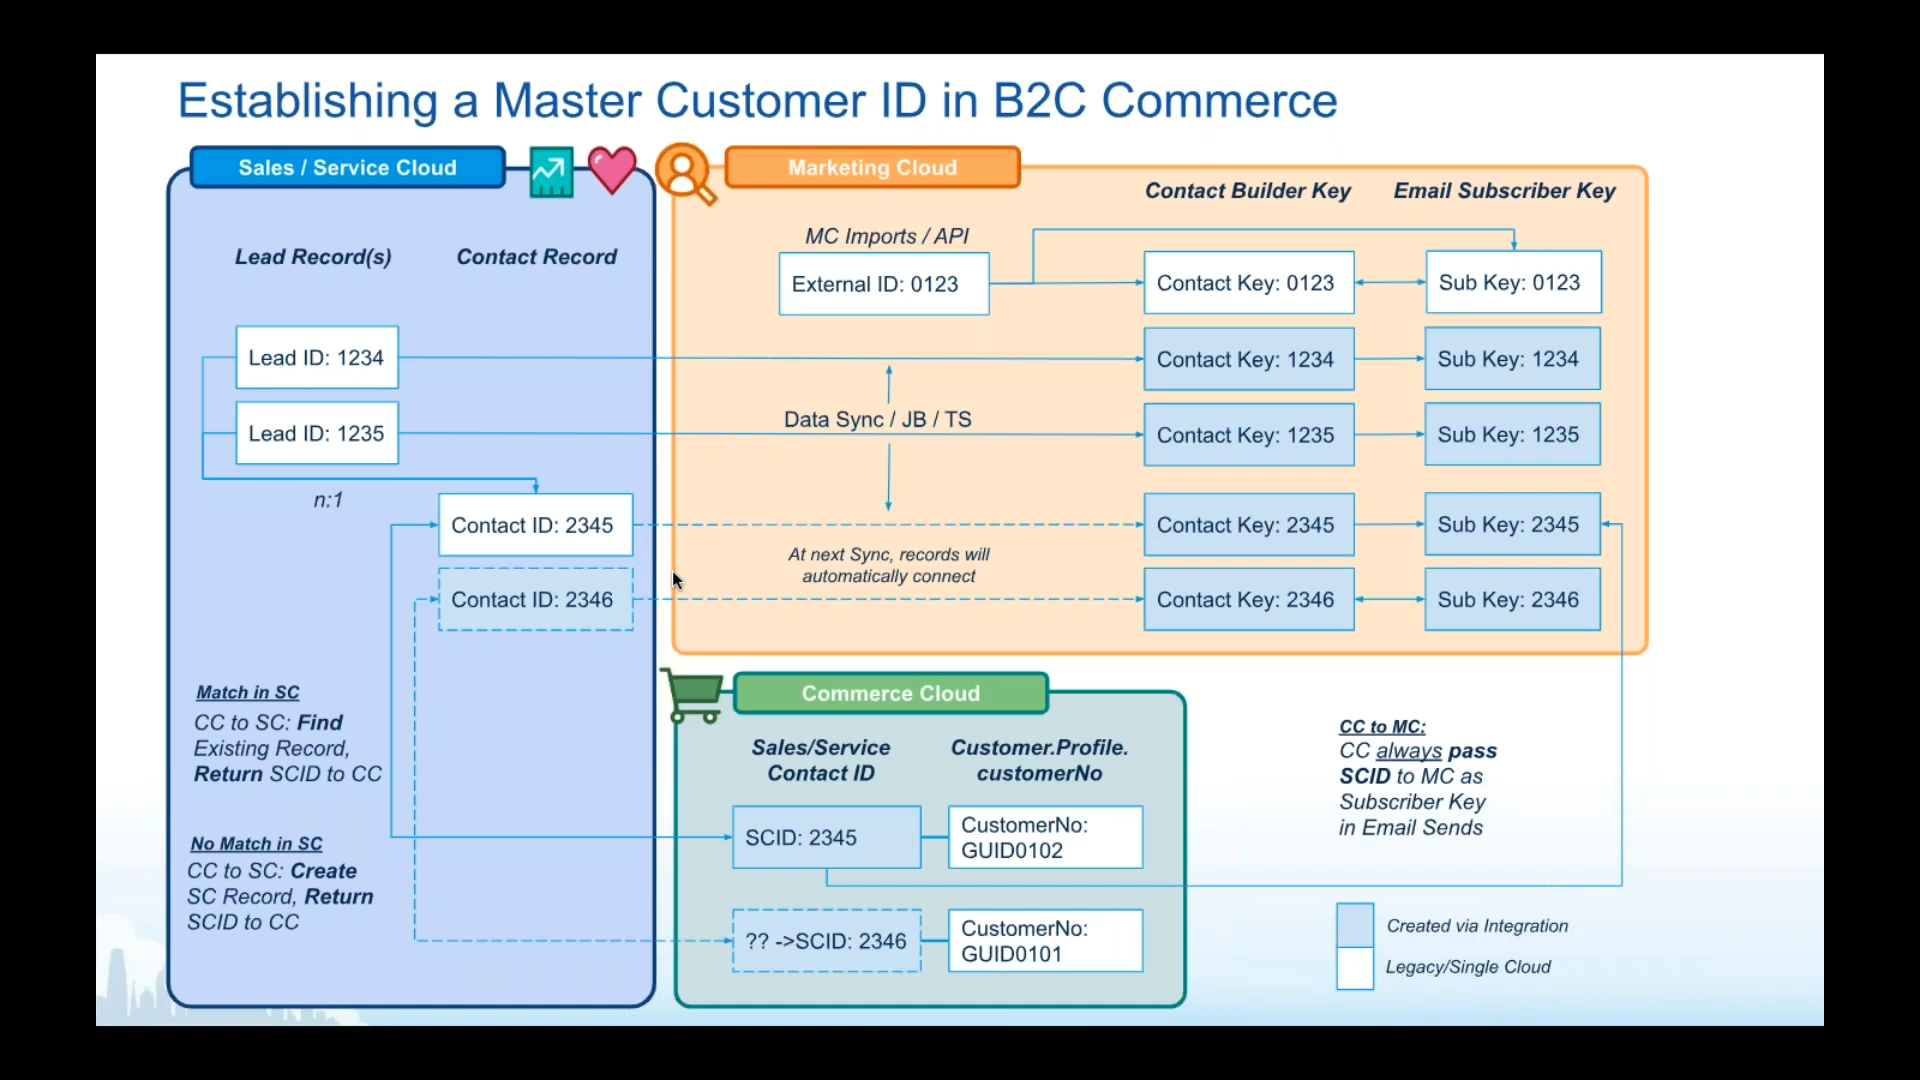 Establishing a Master Customer ID in B2C Commerce
Sales / Service Cloud
Lead Record(s)
Contact Record
Lead ID: 1234
Lead ID: 1235
n:1
Contact ID: 2345
Contact ID: 2346
Match in SC
CC to SC: Find
Existing Record,
Return SCID to CC
No Match in SC
CC to SC: Create
SC Record, Return
SCID to CC
Marketing Cloud
Contact Builder Key
Email Subscriber Key
MC Imports / API
External ID: 0123
Contact Key: 0123
Sub Key: 0123
Contact Key: 1234
Sub Key: 1234
Data Sync / JB / TS
Contact Key: 1235
Sub Key: 1235
Contact Key: 2345
Sub Key: 2345
At next Sync, records will
automatically connect
Contact Key: 2346
Sub Key: 2346
Commerce Cloud
Sales/Service
Contact ID
Customer.Profile.
customerNo
SCID: 2345
CustomerNo:
GUID0102
?? ->SCID: 2346
CustomerNo:
GUID0101
CC to MC:
CC always pass
SCID to MC as
Subscriber Key
in Email Sends
Created via Integration
Legacy/Single Cloud